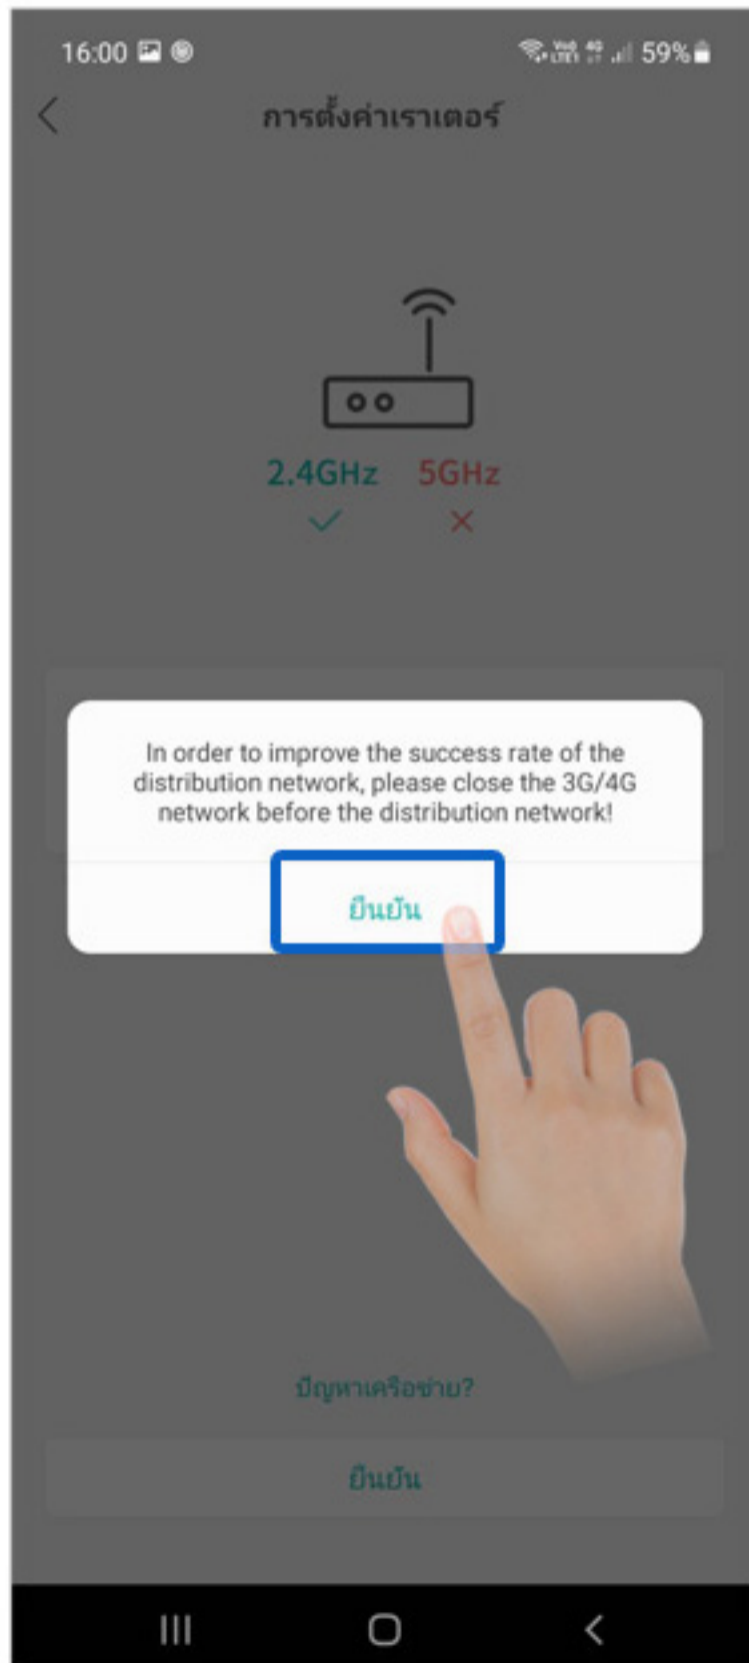 16:00 59%
การตั้งค่าเราเตอร์
2.4GHz 5GHz
In order to improve the success rate of the
distribution network, please close the 3G/4G
network before the distribution network!
ยืนยัน
ปัญหาเครือข่าย?
ยืนยัน